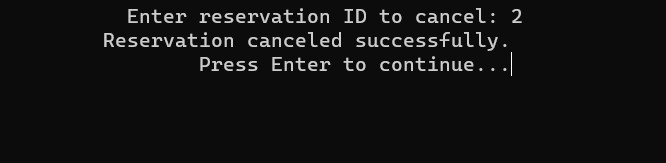 Enter reservation ID to cancel: 2
Reservation canceled successfully.
Press Enter to continue...